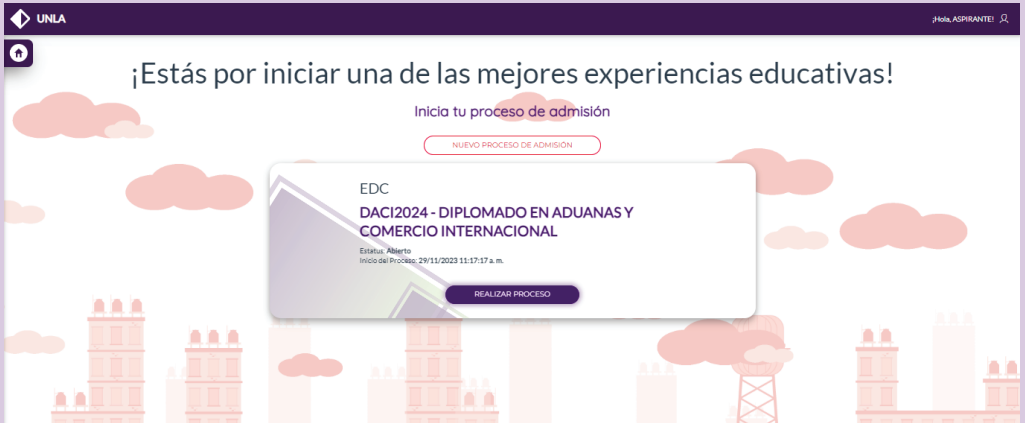 UNLA
¡Hola, ASPIRANTE!
¡Estás por iniciar una de las mejores experiencias educativas!
Inicia tu proceso de admisión
NUEVO PROCESO DE ADMISIÓN
EDC
DACI2024 - DIPLOMADO EN ADUANAS Y
COMERCIO INTERNACIONAL
Estatus: Abierto
Inicio del Proceso: 29/11/2023 11:17:17 a. m.
REALIZAR PROCESO